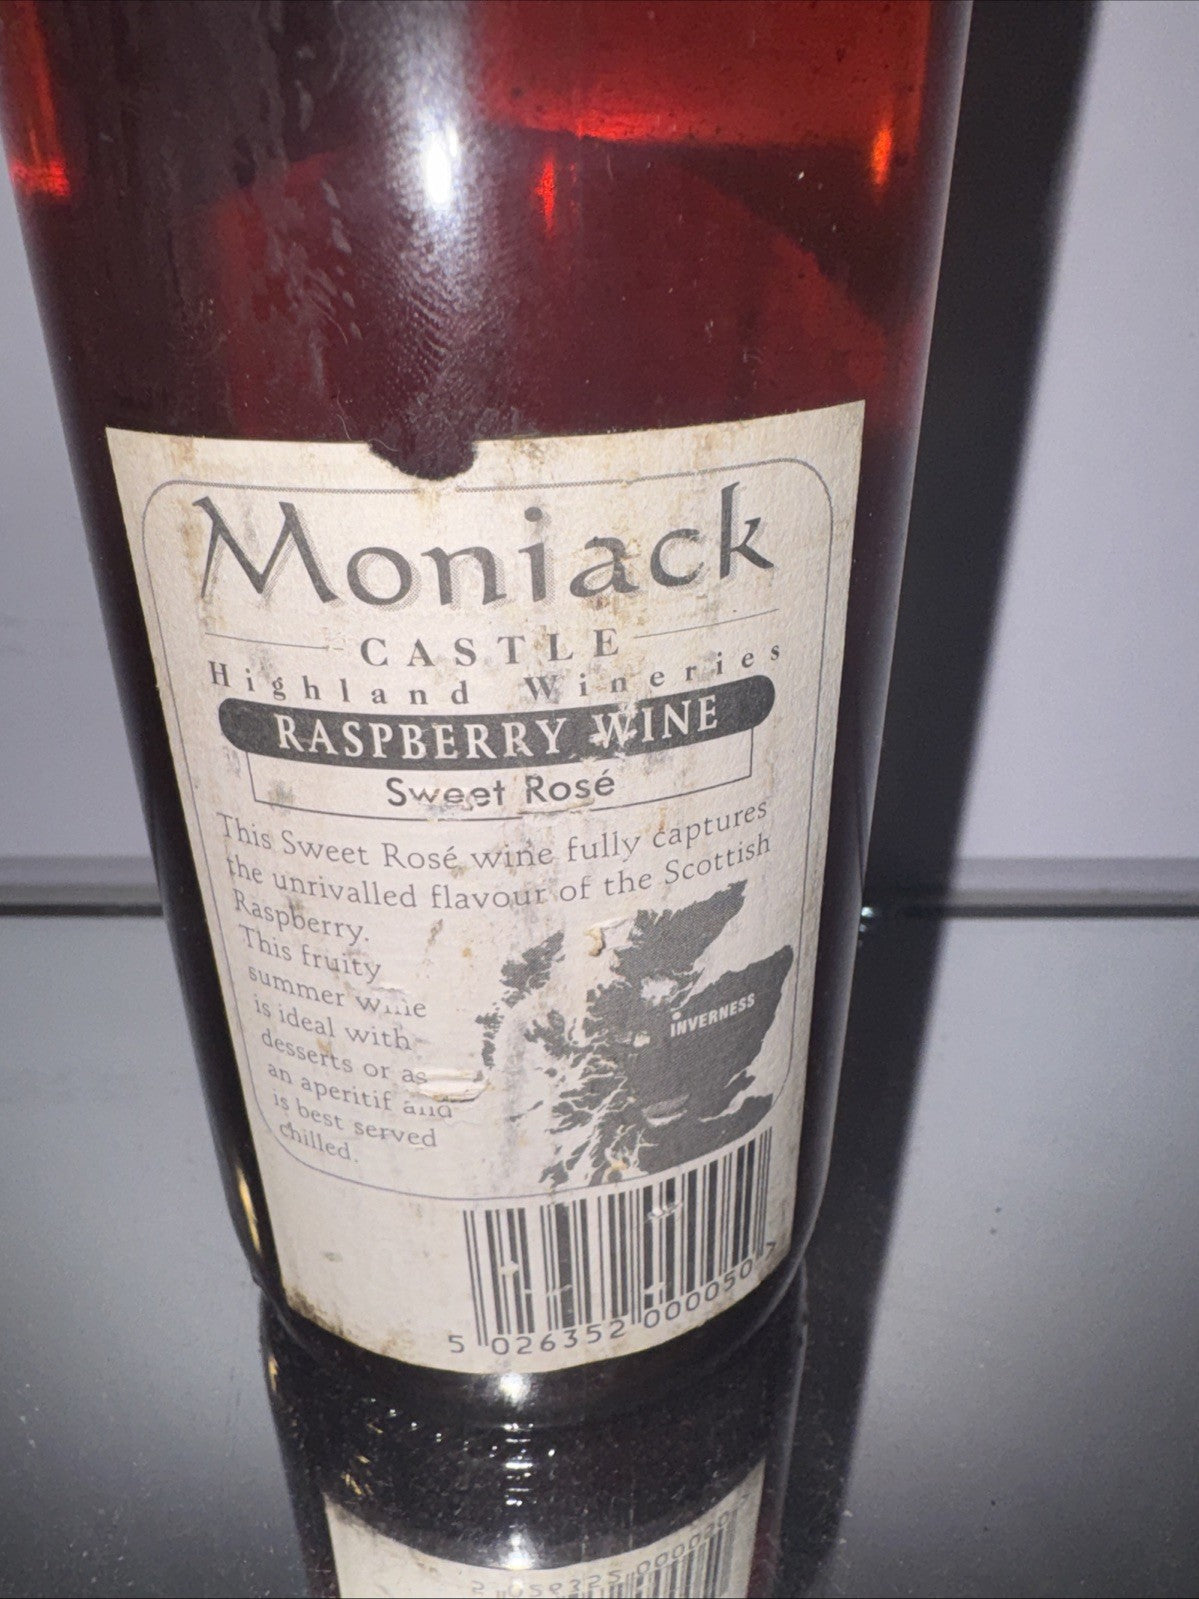 Moniack
CASTLE
Highland Wineries
RASPBERRY WINE
Sweet Rosé
This Sweet Rosé wine fully captures
the unrivalled flavour of the Scottish
Raspberry.
This fruity
summer wine
is ideal with
desserts or as
an aperitif and
is best served
chilled.
INVERNESS
5 026352 000050 7